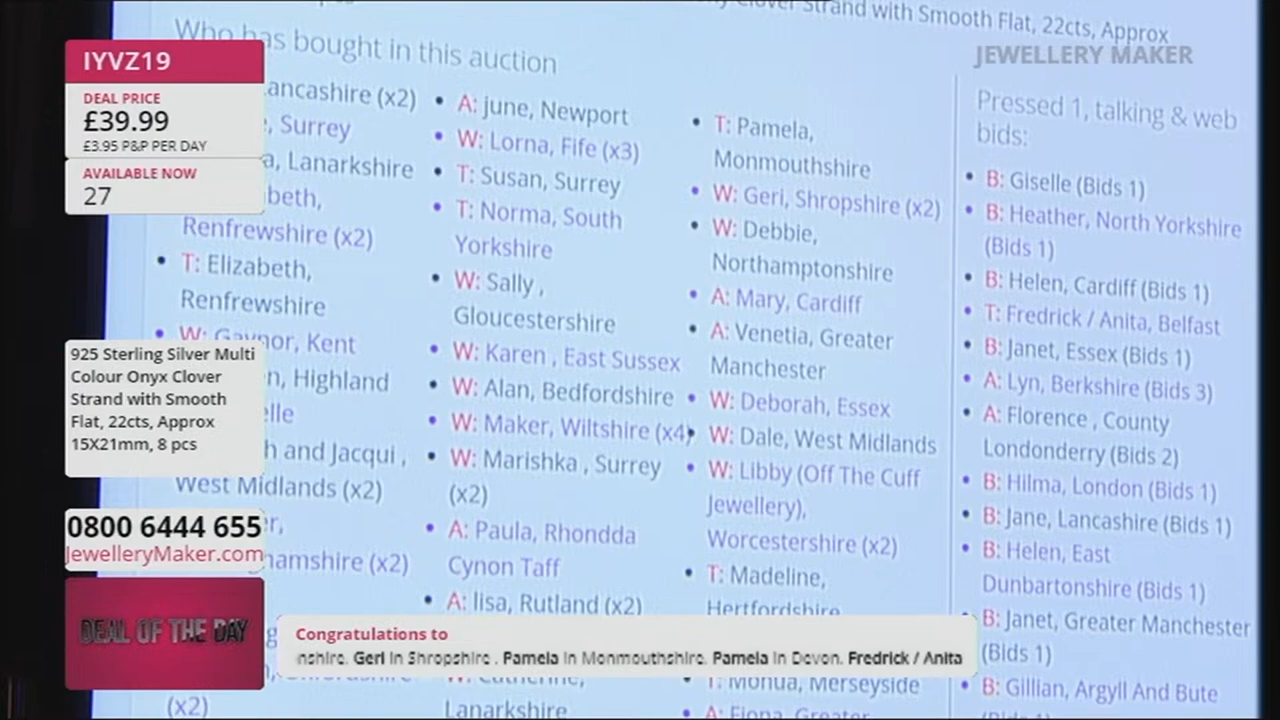 Clover Strand with Smooth Flat, 22cts, Approx
Who has bought in this auction
JEWELLERY MAKER
IYVZ19
DEAL PRICE
£39.99
£3.95 P&P PER DAY
AVAILABLE NOW
27
Lancashire (x2)
Surrey
Lanarkshire
Renfrewshire (x2)
T: Elizabeth,
Renfrewshire
W: Gaynor, Kent
Highland
and Jacqui ,
West Midlands (x2)
(x2)
A: june, Newport
W: Lorna, Fife (x3)
T: Susan, Surrey
T: Norma, South
Yorkshire
W: Sally ,
Gloucestershire
W: Karen , East Sussex
W: Alan, Bedfordshire
W: Maker, Wiltshire (x4)
W: Marishka , Surrey
(x2)
A: Paula, Rhondda
Cynon Taff
A: lisa, Rutland (x2)
W: Catherine,
Lanarkshire
T: Pamela,
Monmouthshire
W: Geri, Shropshire (x2)
W: Debbie,
Northamptonshire
A: Mary, Cardiff
A: Venetia, Greater
Manchester
W: Deborah, Essex
W: Dale, West Midlands
W: Libby (Off The Cuff
Jewellery),
Worcestershire (x2)
T: Madeline,
Hertfordshire
T: Monua, Merseyside
A: Fiona, Greater
Pressed 1, talking & web
bids:
B: Giselle (Bids 1)
B: Heather, North Yorkshire
(Bids 1)
B: Helen, Cardiff (Bids 1)
T: Fredrick / Anita, Belfast
B: Janet, Essex (Bids 1)
A: Lyn, Berkshire (Bids 3)
A: Florence , County
Londonderry (Bids 2)
B: Hilma, London (Bids 1)
B: Jane, Lancashire (Bids 1)
B: Helen, East
Dunbartonshire (Bids 1)
B: Janet, Greater Manchester
(Bids 1)
B: Gillian, Argyll And Bute
925 Sterling Silver Multi
Colour Onyx Clover
Strand with Smooth
Flat, 22cts, Approx
15X21mm, 8 pcs
0800 6444 655
JewelleryMaker.com
DEAL OF THE DAY
Congratulations to
nshire. Geri in Shropshire . Pamela in Monmouthshire. Pamela in Devon. Fredrick / Anita